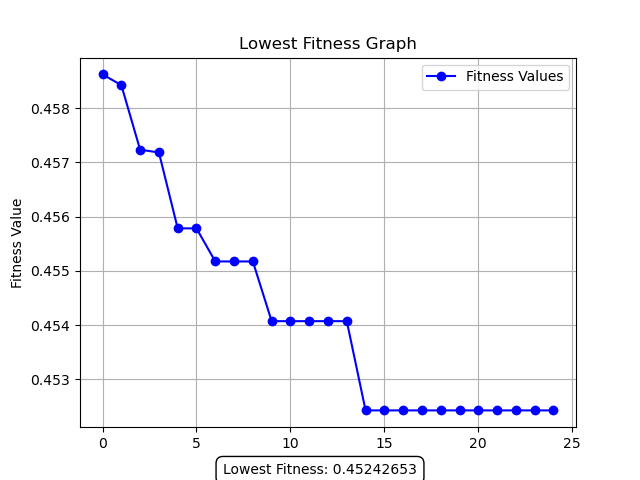 Lowest Fitness Graph
Fitness Values
0.458
0.457
0.456
0.455
0.454
0.453
Fitness Value
0 5 10 15 20 25
Lowest Fitness: 0.45242653